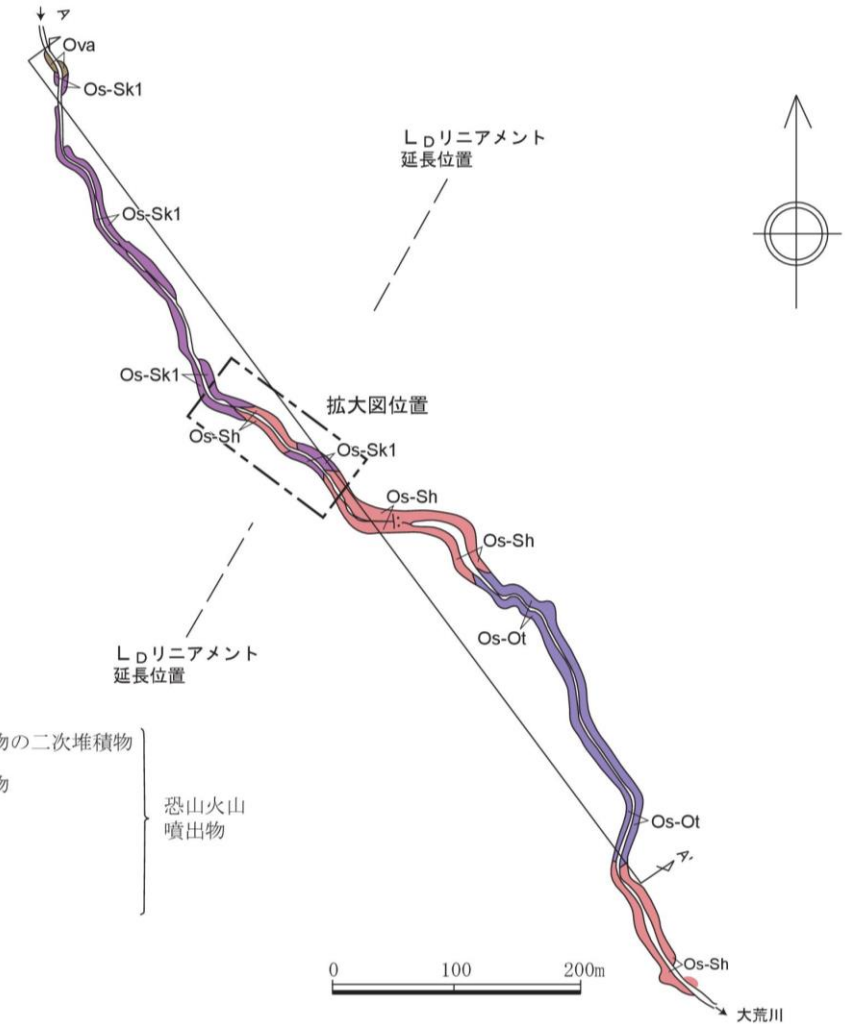 A
Ova
Os-Sk1
LDリニアメント
延長位置
Os-Sk1
Os-Sk1
拡大図位置
Os-Sh
Os-Sk1
Os-Sh
Os-Sh
Os-Ot
LDリニアメント
延長位置
物の二次堆積物
物
恐山火山
噴出物
Os-Ot
A'
Os-Sh
0 100 200m
大荒川